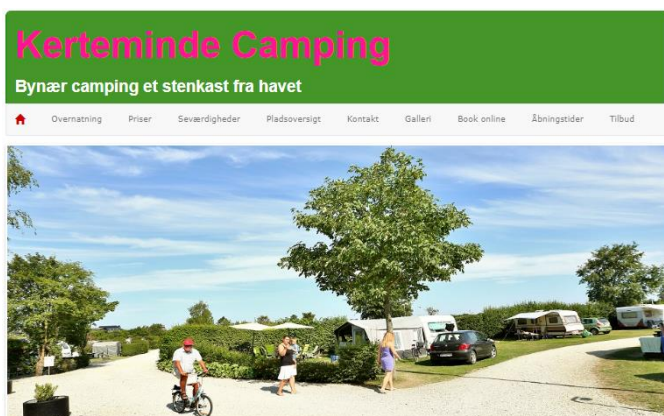 Kerteminde Camping
Bynær camping et stenkast fra havet
Overnatning Priser Seværdigheder Pladsoversigt Kontakt Galleri Book online Åbningstider Tilbud